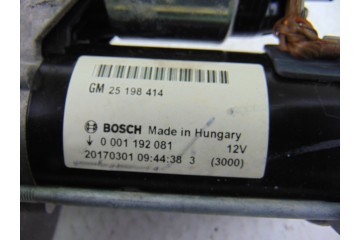 GM 25 198 414
BOSCH Made in Hungary
0 001 192 081 12V
20170301 09:44:38 3 (3000)